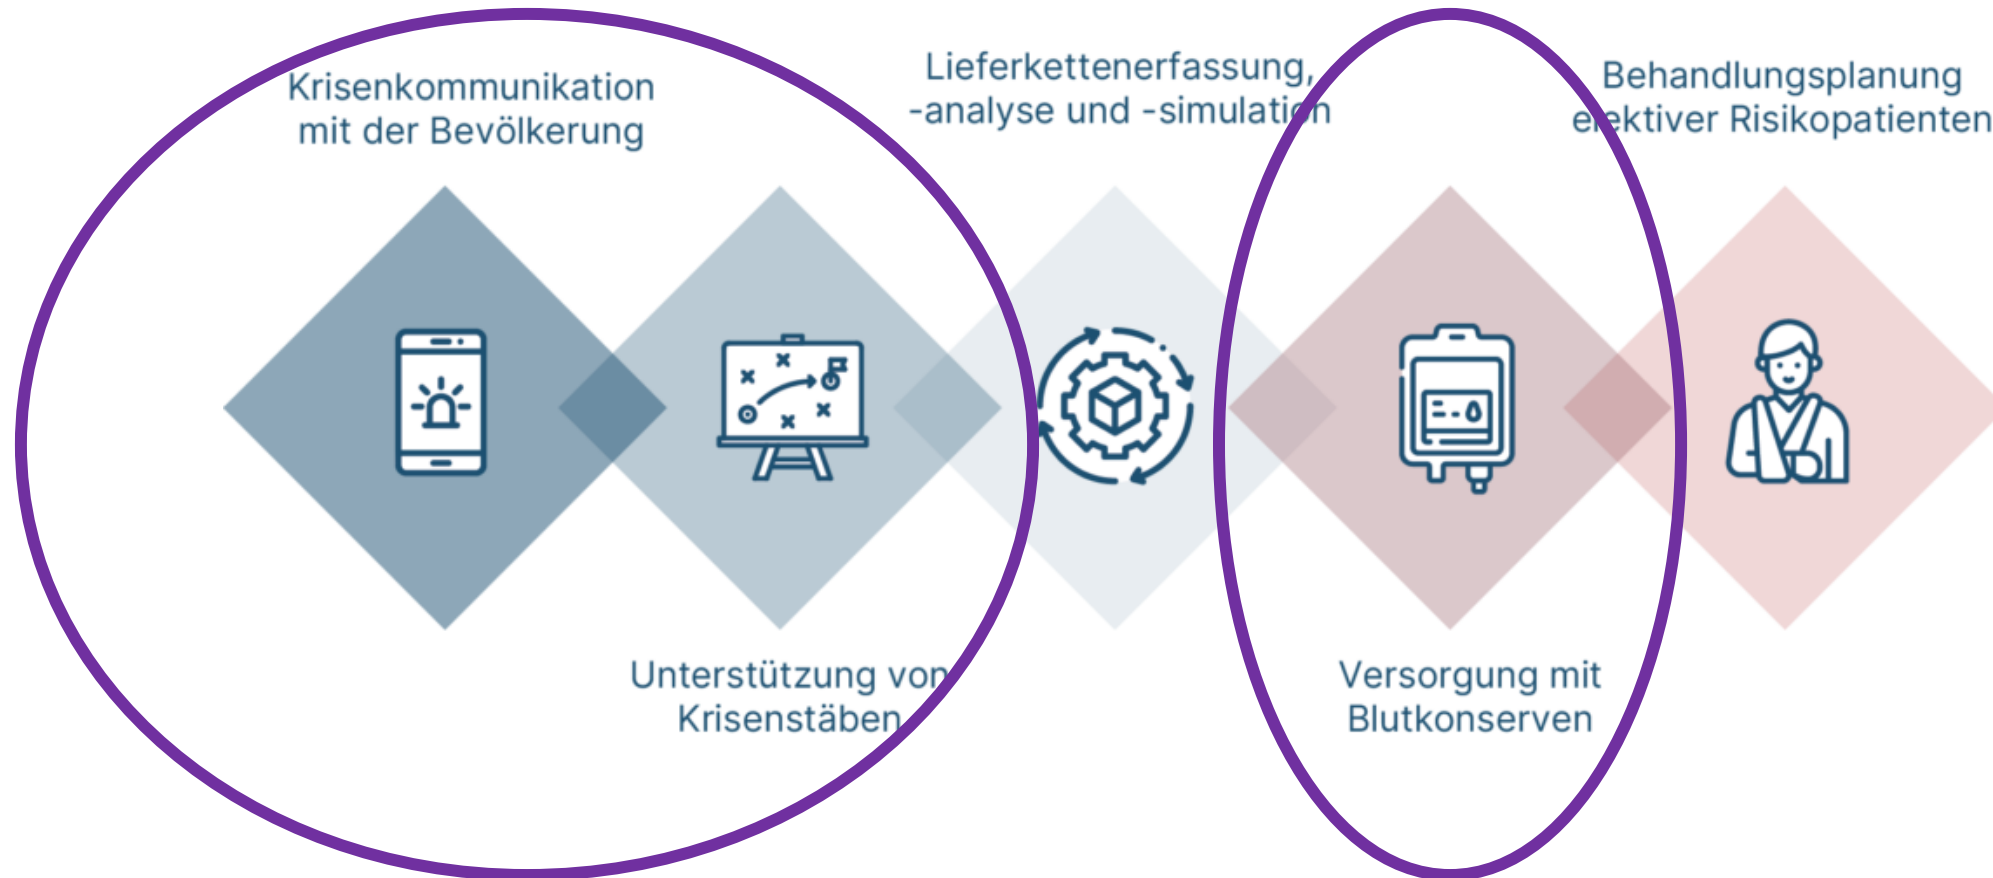 Krisenkommunikation
mit der Bevölkerung
Lieferkettenerfassung,
-analyse und -simulation
Behandlungsplanung
elektiver Risikopatienten
Unterstützung von
Krisenstäben
Versorgung mit
Blutkonserven